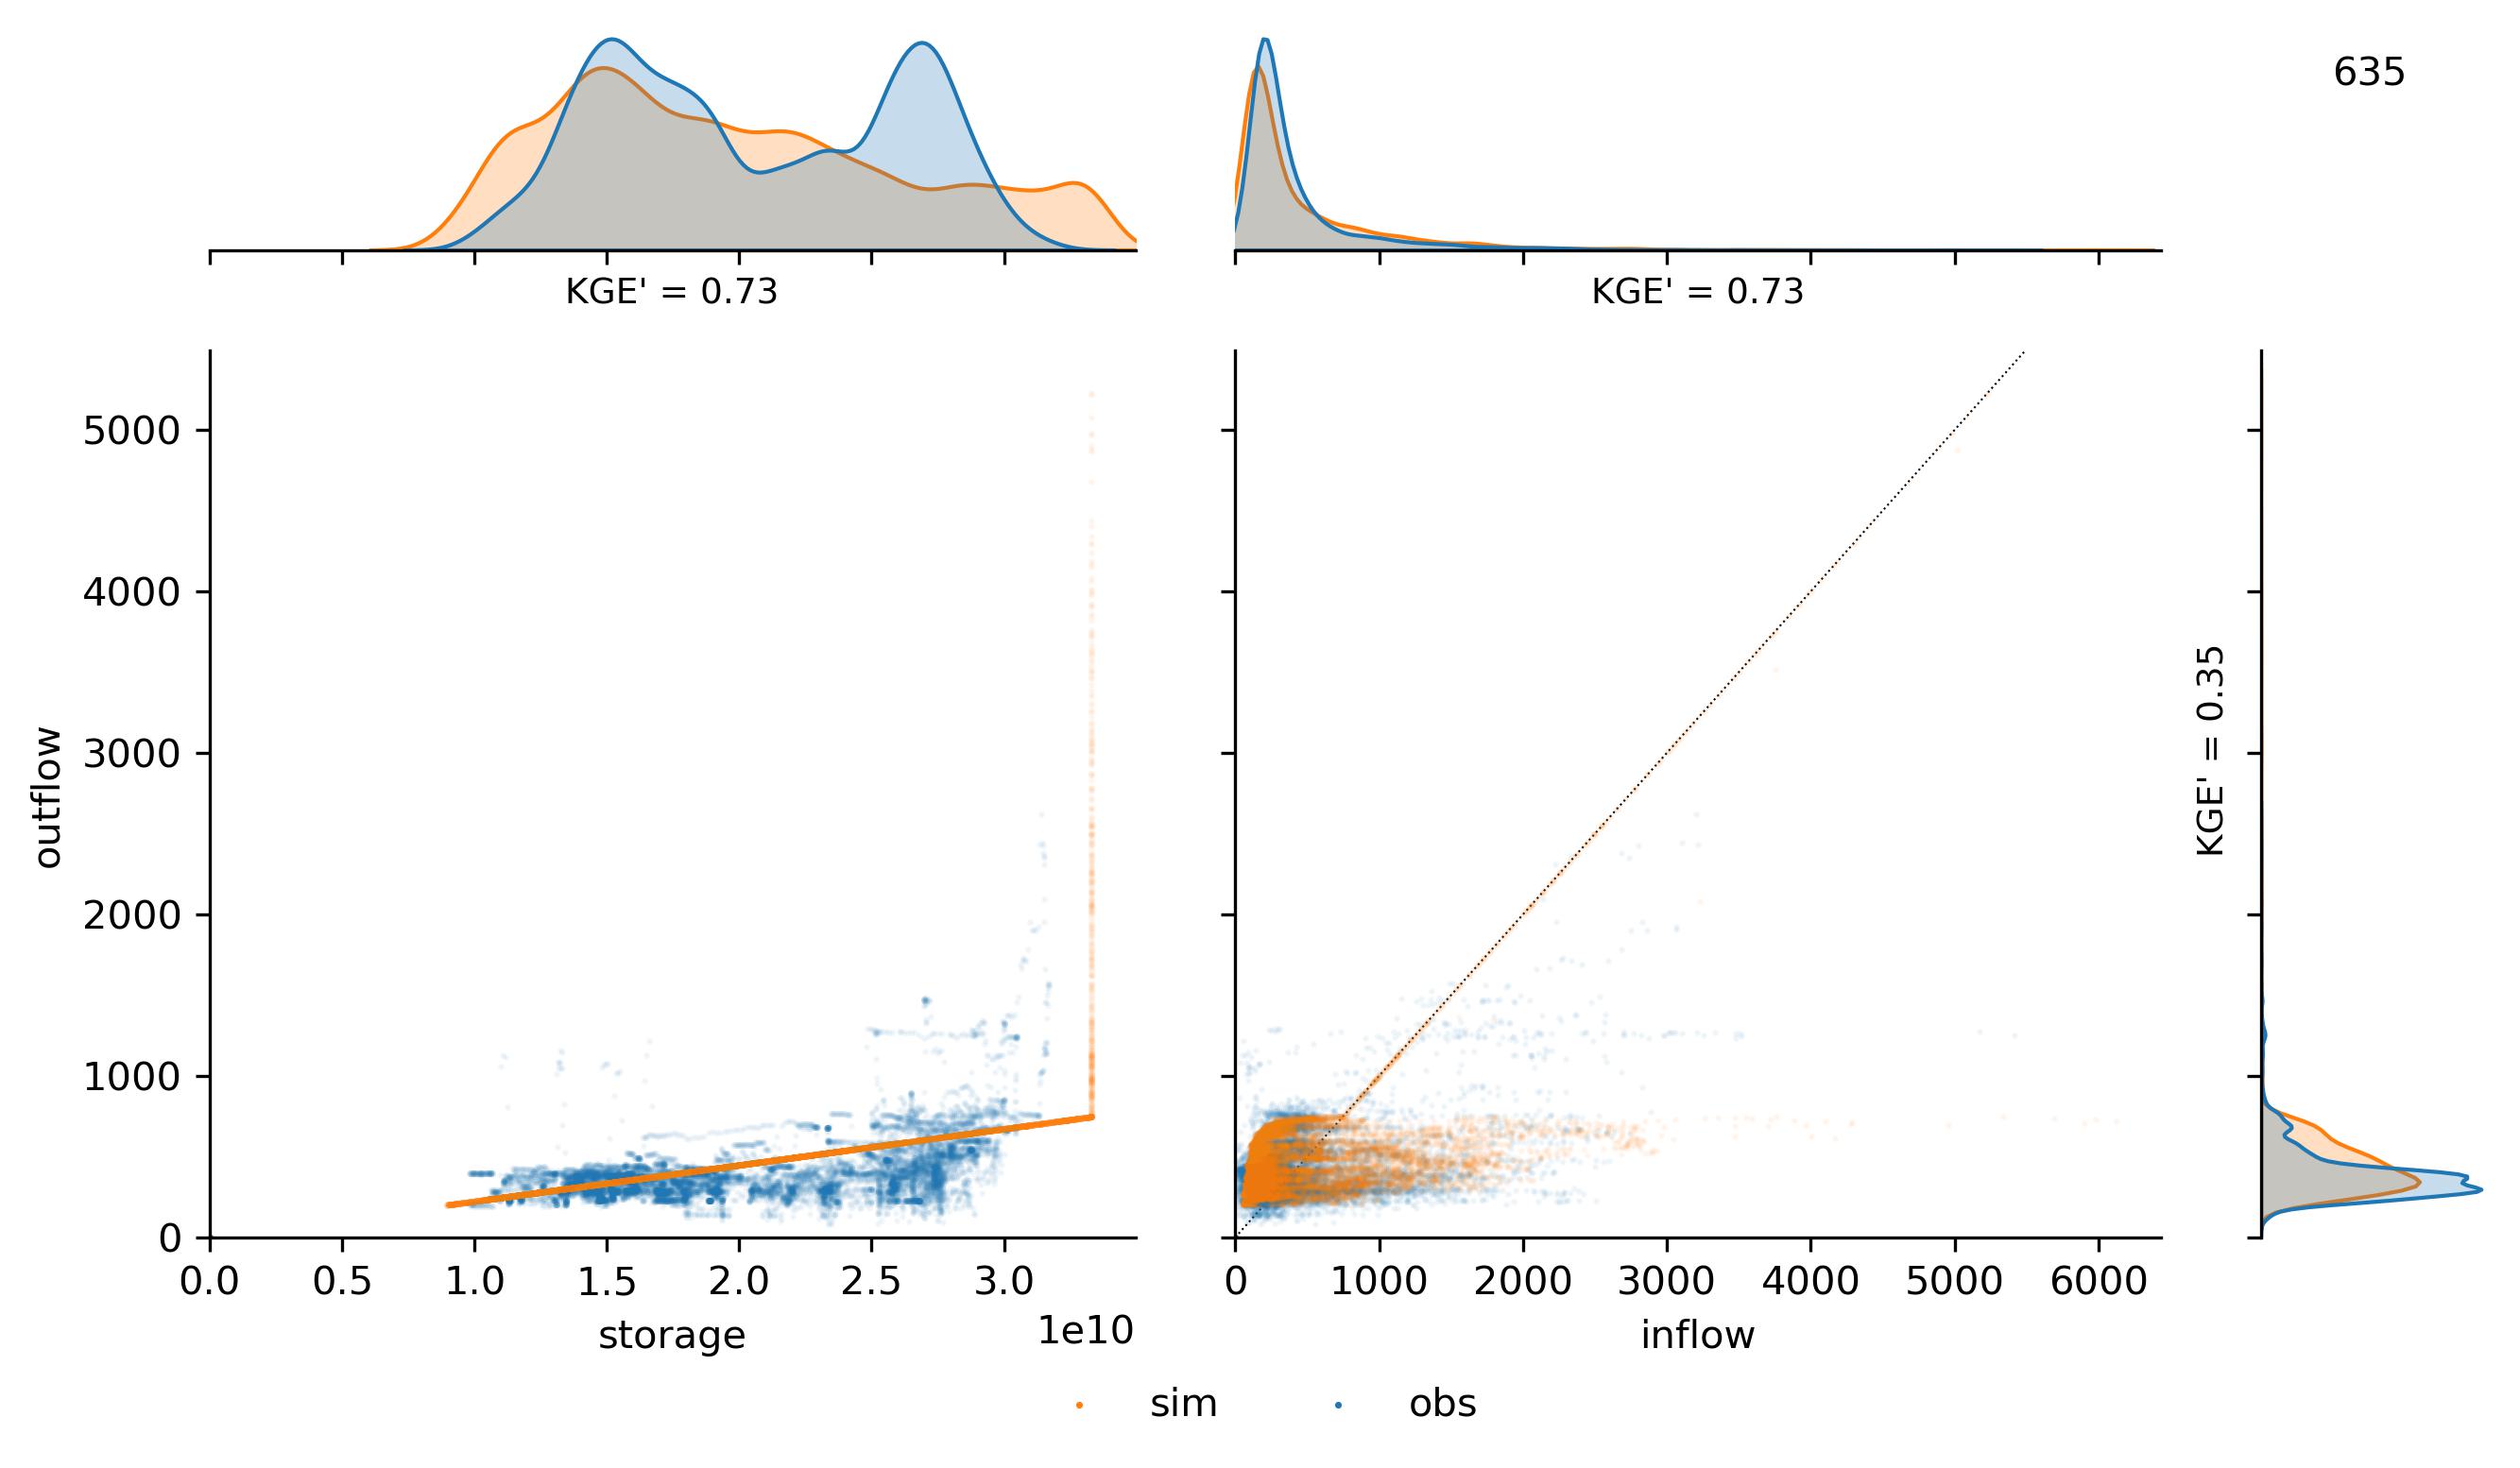 635
KGE' = 0.73
KGE' = 0.73
outflow
5000
4000
3000
2000
1000
0
0.0 0.5 1.0 1.5 2.0 2.5 3.0
1e10
storage
0 1000 2000 3000 4000 5000 6000
inflow
KGE' = 0.35
sim obs